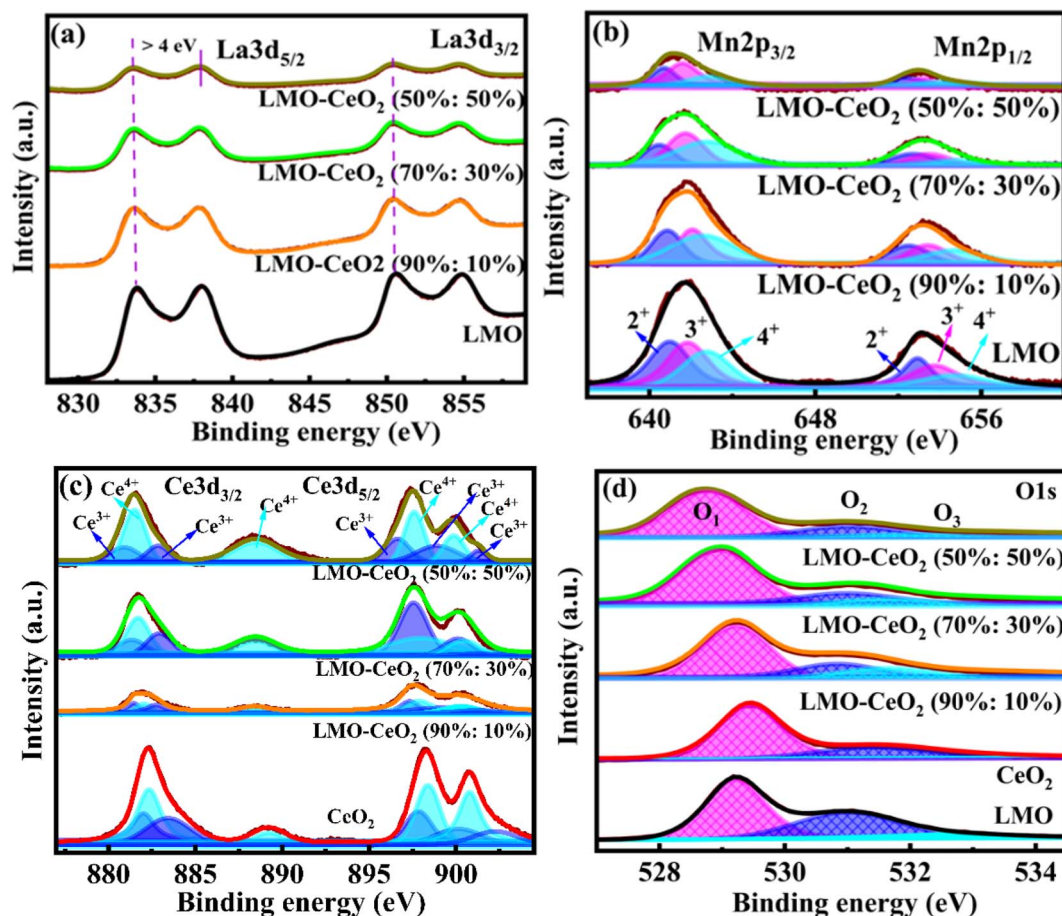 (a)
> 4 eV
La3d5/2
La3d3/2
LMO-CeO2 (50%: 50%)
LMO-CeO2 (70%: 30%)
LMO-CeO2 (90%: 10%)
LMO
Intensity (a.u.)
830 835 840 845 850 855
Binding energy (eV)
(b)
Mn2p3/2
Mn2p1/2
LMO-CeO2 (50%: 50%)
LMO-CeO2 (70%: 30%)
LMO-CeO2 (90%: 10%)
2+ 3+ 4+ 2+ 3+ 4+
LMO
Intensity (a.u.)
640 648 656
Binding energy (eV)
(c)
Ce3d3/2
Ce3d5/2
Ce4+
Ce3+
Ce3+
Ce4+
Ce3+
Ce4+
Ce3+
Ce4+
Ce3+
LMO-CeO2 (50%: 50%)
LMO-CeO2 (70%: 30%)
LMO-CeO2 (90%: 10%)
CeO2
Intensity (a.u.)
880 885 890 895 900
Binding energy (eV)
(d)
O1s
O1
O2
O3
LMO-CeO2 (50%: 50%)
LMO-CeO2 (70%: 30%)
LMO-CeO2 (90%: 10%)
CeO2
LMO
Intensity (a.u.)
528 530 532 534
Binding energy (eV)